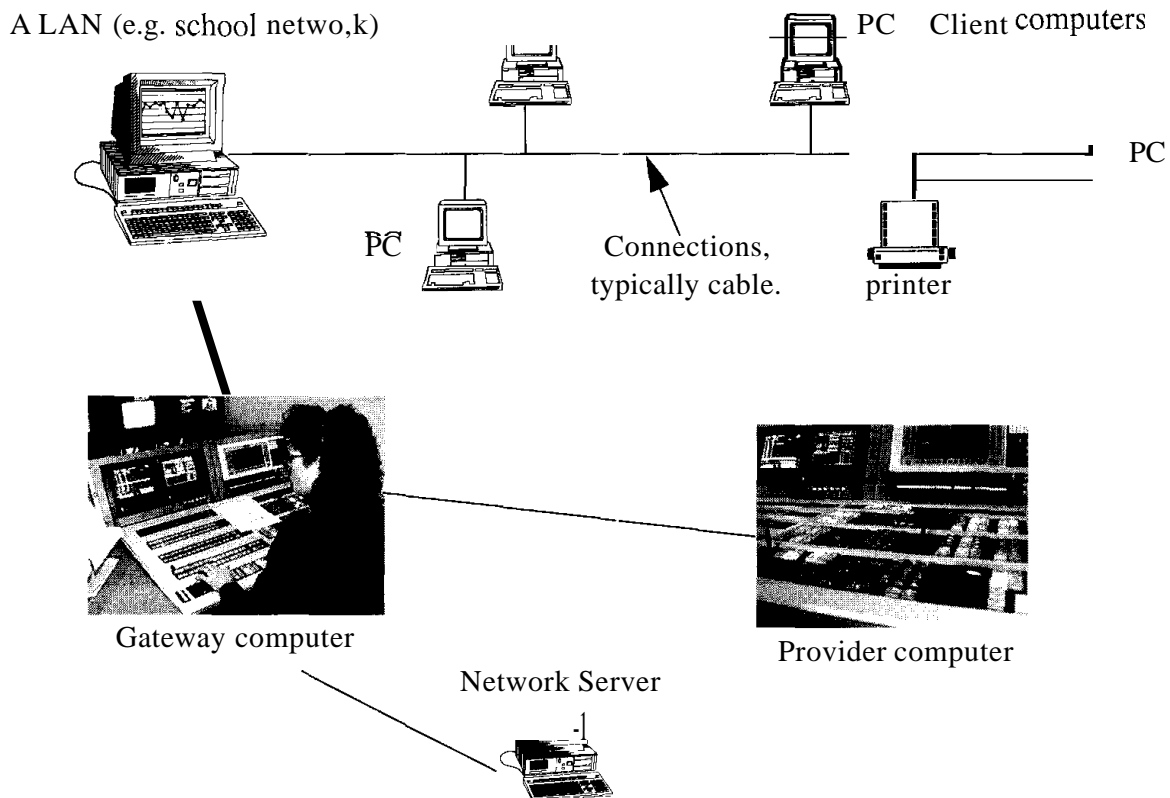 A LAN (e.g. school netwo,k)
PC Client computers
PC
PC
Connections,
typically cable.
printer
Gateway computer
Provider computer
Network Server